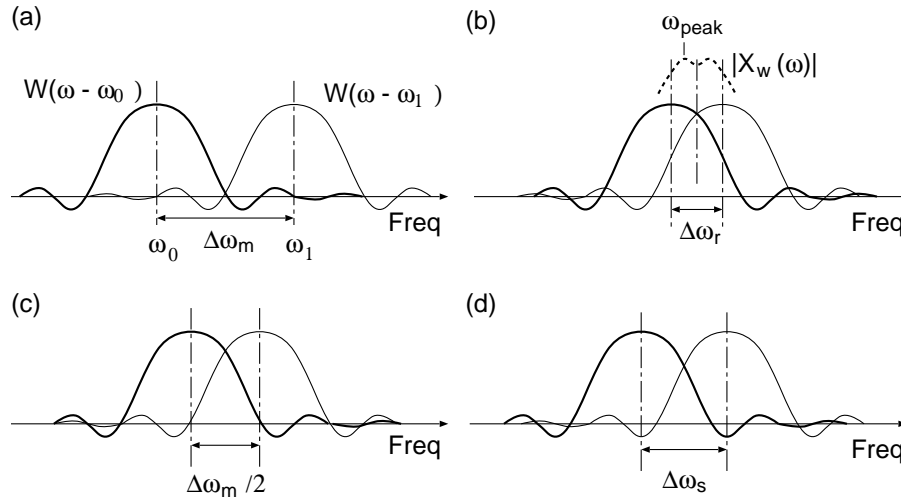 (a)
W(ω - ω0 )
W(ω - ω1 )
Freq
ω0
Δωm
ω1
(b)
ωpeak
|Xw (ω)|
Freq
Δωr
(c)
Freq
Δωm /2
(d)
Freq
Δωs